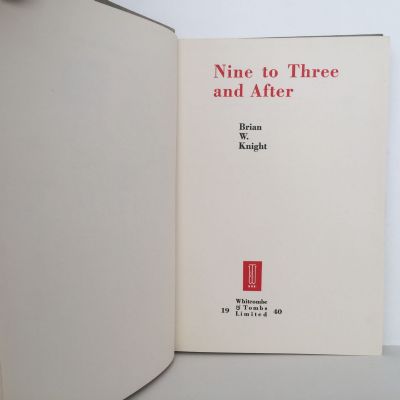 Nine to Three
and After
Brian
W.
Knight
Whitcombe
19 & Tombs 40
Limited